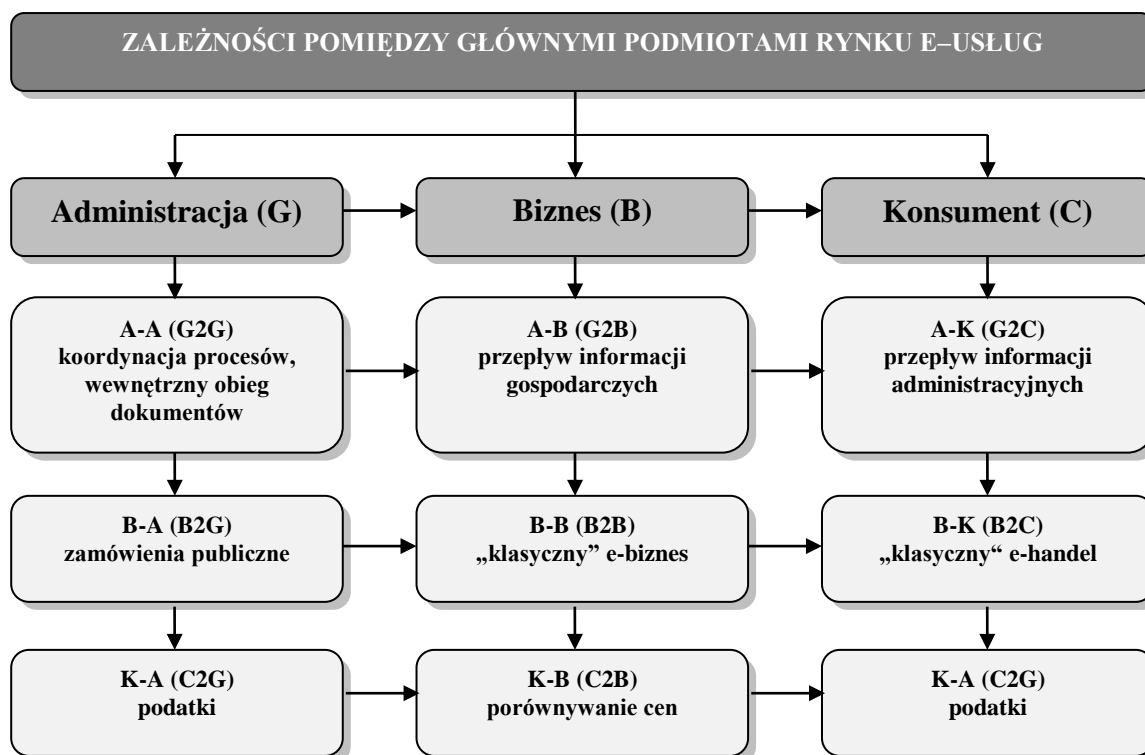 ZALEŻNOŚCI POMIĘDZY GŁÓWNYMI PODMIOTAMI RYNKU E–USŁUG
Administracja (G)
Biznes (B)
Konsument (C)
A-A (G2G)
koordynacja procesów,
wewnętrzny obieg
dokumentów
A-B (G2B)
przepływ informacji
gospodarczych
A-K (G2C)
przepływ informacji
administracyjnych
B-A (B2G)
zamówienia publiczne
B-B (B2B)
„klasyczny” e-biznes
B-K (B2C)
„klasyczny“ e-handel
K-A (C2G)
podatki
K-B (C2B)
porównywanie cen
K-A (C2G)
podatki